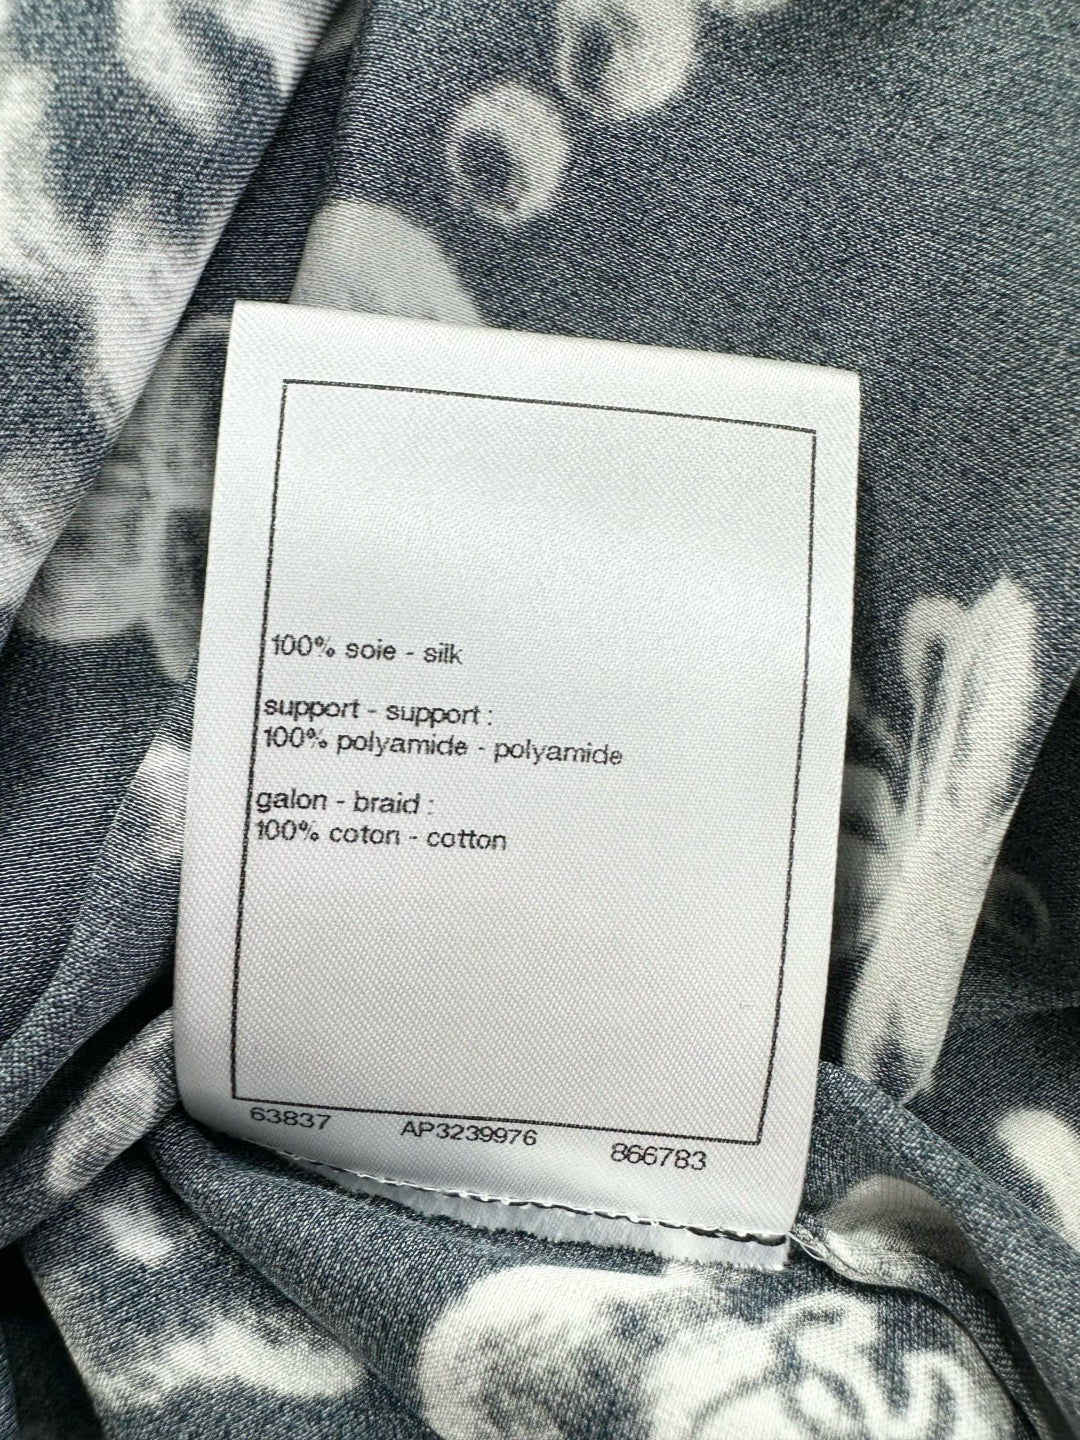 100% soie - silk
support - support :
100% polyamide - polyamide
galon - braid :
100% coton - cotton
63837 AP3239976 866783